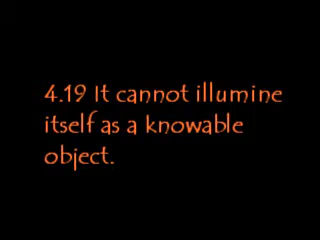 4.19 It cannot illumine
itself as a knowable
object.